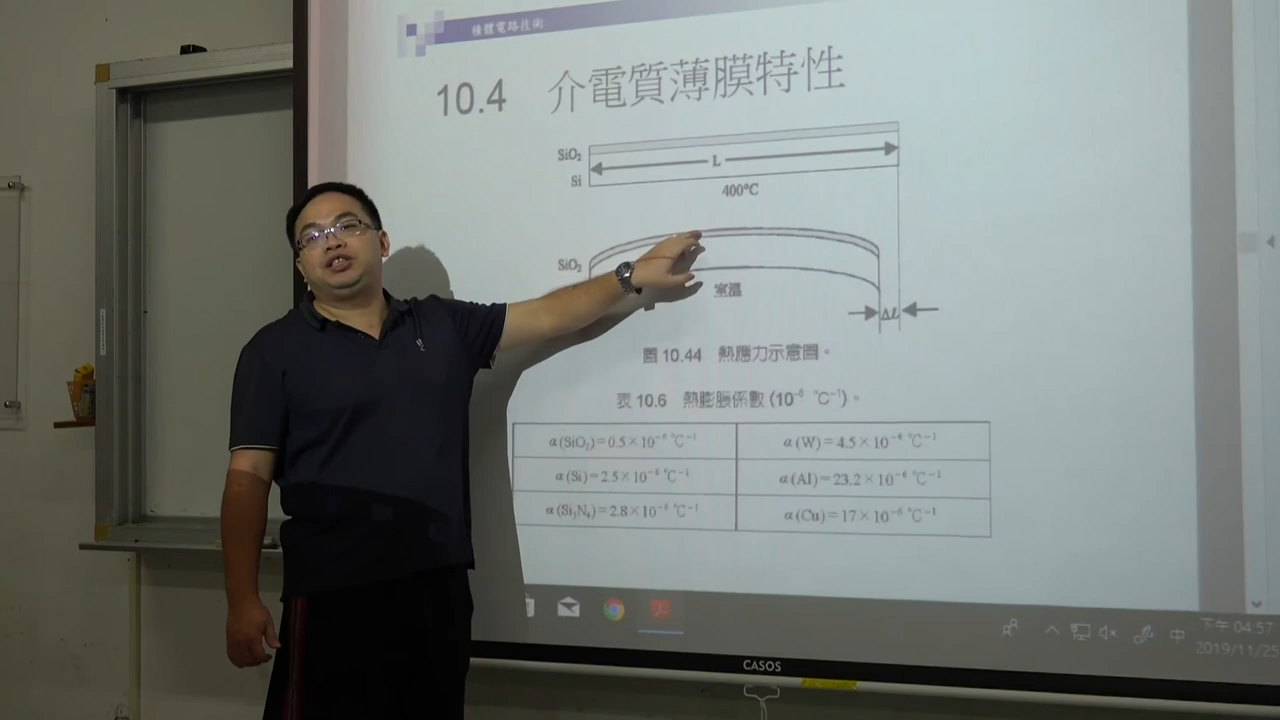 積體電路技術
10.4 介電質薄膜特性
SiO₂
L
Si
400°C
SiO₂
室溫
ΔL
圖 10.44 熱應力示意圖。
表 10.6 熱膨脹係數 (10⁻⁶ °C⁻¹)。
α(SiO₂)=0.5×10⁻⁶ °C⁻¹ α(W)=4.5×10⁻⁶ °C⁻¹
α(Si)=2.5×10⁻⁶ °C⁻¹ α(Al)=23.2×10⁻⁶ °C⁻¹
α(Si₃N₄)=2.8×10⁻⁶ °C⁻¹ α(Cu)=17×10⁻⁶ °C⁻¹
中
下午 04:57
2019/11/25
CASOS